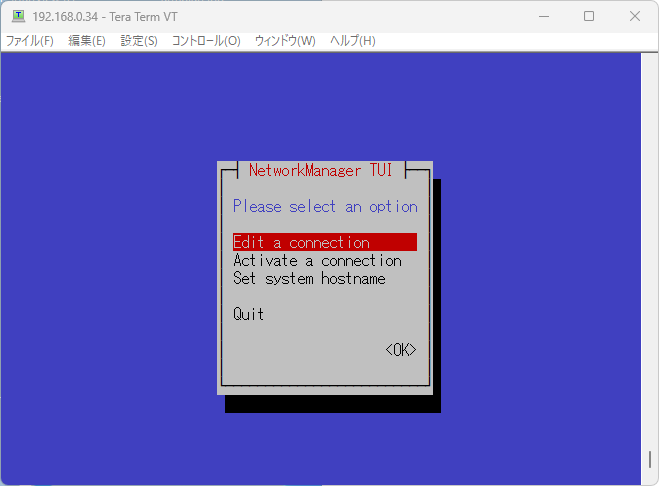 192.168.0.34 - Tera Term VT
ファイル(F) 編集(E) 設定(S) コントロール(O) ウィンドウ(W) ヘルプ(H)
NetworkManager TUI
Please select an option
Edit a connection
Activate a connection
Set system hostname
Quit
<OK>